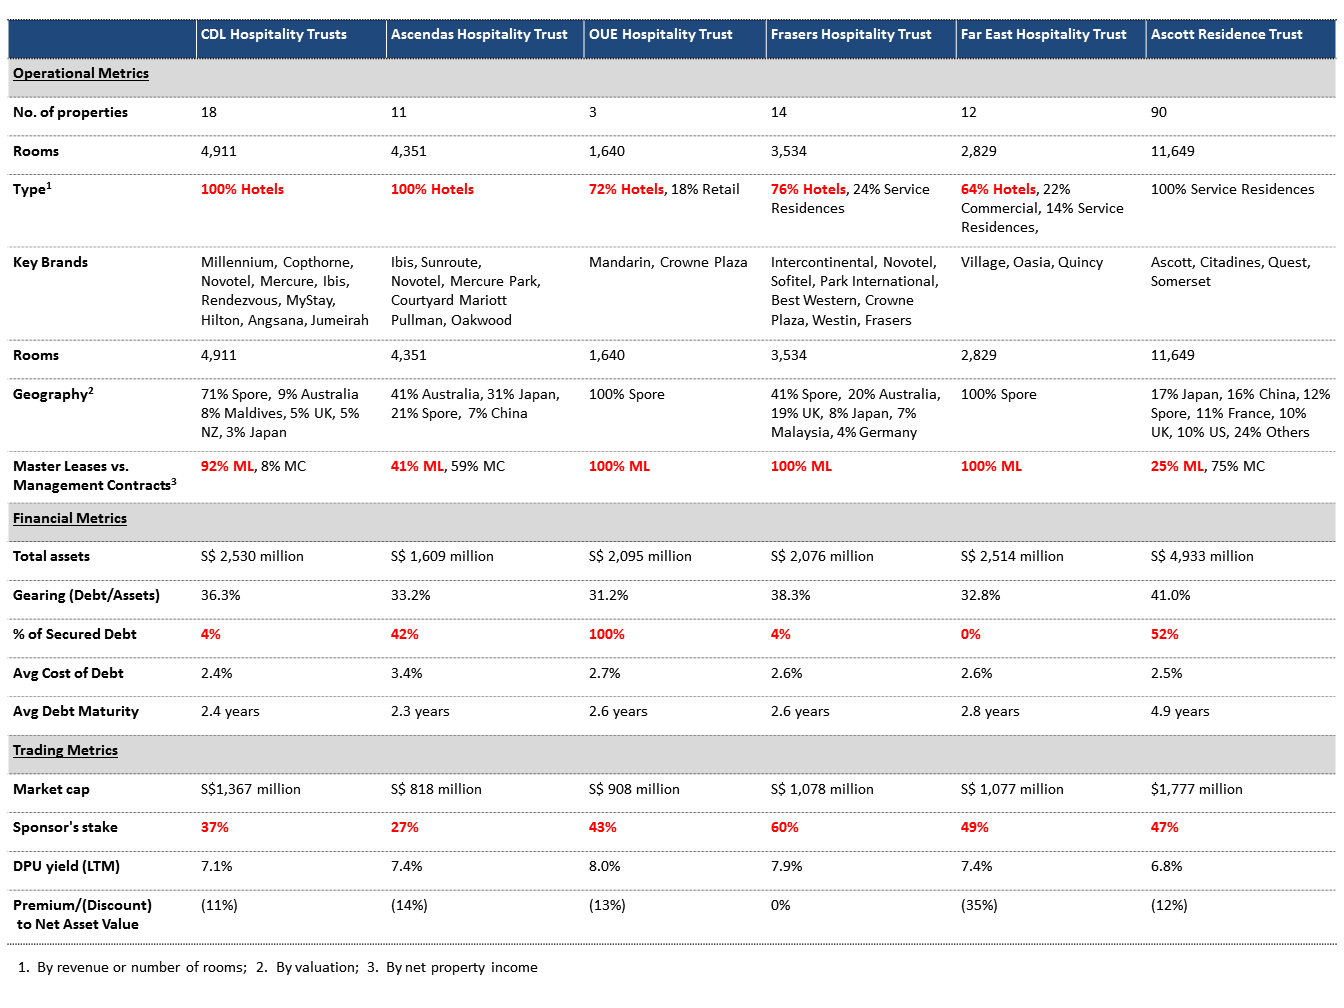 CDL Hospitality Trusts Ascendas Hospitality Trust OUE Hospitality Trust Frasers Hospitality Trust Far East Hospitality Trust Ascott Residence Trust
Operational Metrics
No. of properties 18 11 3 14 12 90
Rooms 4,911 4,351 1,640 3,534 2,829 11,649
Type1 100% Hotels 100% Hotels 72% Hotels, 18% Retail 76% Hotels, 24% Service 64% Hotels, 22% 100% Service Residences
Residences Commercial, 14% Service
Residences,
Key Brands Millennium, Copthorne, Ibis, Sunroute, Mandarin, Crowne Plaza Intercontinental, Novotel, Village, Oasia, Quincy Ascott, Citadines, Quest,
Novotel, Mercure, Ibis, Novotel, Mercure Park, Sofitel, Park International, Somerset
Rendezvous, MyStay, Courtyard Mariott Best Western, Crowne
Hilton, Angsana, Jumeirah Pullman, Oakwood Plaza, Westin, Frasers
Rooms 4,911 4,351 1,640 3,534 2,829 11,649
Geography2 71% Spore, 9% Australia 41% Australia, 31% Japan, 100% Spore 41% Spore, 20% Australia, 100% Spore 17% Japan, 16% China, 12%
8% Maldives, 5% UK, 5% 21% Spore, 7% China 19% UK, 8% Japan, 7% Spore, 11% France, 10%
NZ, 3% Japan Malaysia, 4% Germany UK, 10% US, 24% Others
Master Leases vs. 92% ML, 8% MC 41% ML, 59% MC 100% ML 100% ML 100% ML 25% ML, 75% MC
Management Contracts3
Financial Metrics
Total assets S$ 2,530 million S$ 1,609 million S$ 2,095 million S$ 2,076 million S$ 2,514 million S$ 4,933 million
Gearing (Debt/Assets) 36.3% 33.2% 31.2% 38.3% 32.8% 41.0%
% of Secured Debt 4% 42% 100% 4% 0% 52%
Avg Cost of Debt 2.4% 3.4% 2.7% 2.6% 2.6% 2.5%
Avg Debt Maturity 2.4 years 2.3 years 2.6 years 2.6 years 2.8 years 4.9 years
Trading Metrics
Market cap S$1,367 million S$ 818 million S$ 908 million S$ 1,078 million S$ 1,077 million $1,777 million
Sponsor's stake 37% 27% 43% 60% 49% 47%
DPU yield (LTM) 7.1% 7.4% 8.0% 7.9% 7.4% 6.8%
Premium/(Discount) (11%) (14%) (13%) 0% (35%) (12%)
to Net Asset Value
1. By revenue or number of rooms; 2. By valuation; 3. By net property income